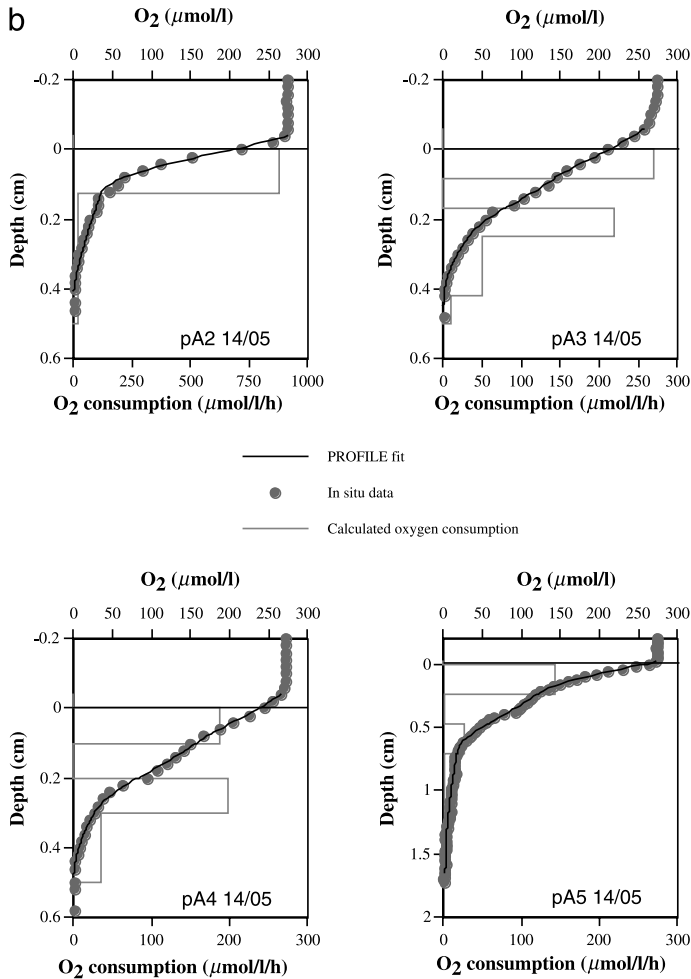 b
O2 (μmol/l)
0 50 100 150 200 250 300
-0.2
0
0.2
0.4
0.6
Depth (cm)
pA2 14/05
0 250 500 750 1000
O2 consumption (μmol/l/h)
O2 (μmol/l)
0 50 100 150 200 250 300
-0.2
0
0.2
0.4
0.6
Depth (cm)
pA3 14/05
0 50 100 150 200 250 300
O2 consumption (μmol/l/h)
PROFILE fit
In situ data
Calculated oxygen consumption
O2 (μmol/l)
0 50 100 150 200 250 300
-0.2
0
0.2
0.4
0.6
Depth (cm)
pA4 14/05
0 100 200 300
O2 consumption (μmol/l/h)
O2 (μmol/l)
0 50 100 150 200 250 300
0
0.5
1
1.5
2
Depth (cm)
pA5 14/05
0 100 200 300
O2 consumption (μmol/l/h)